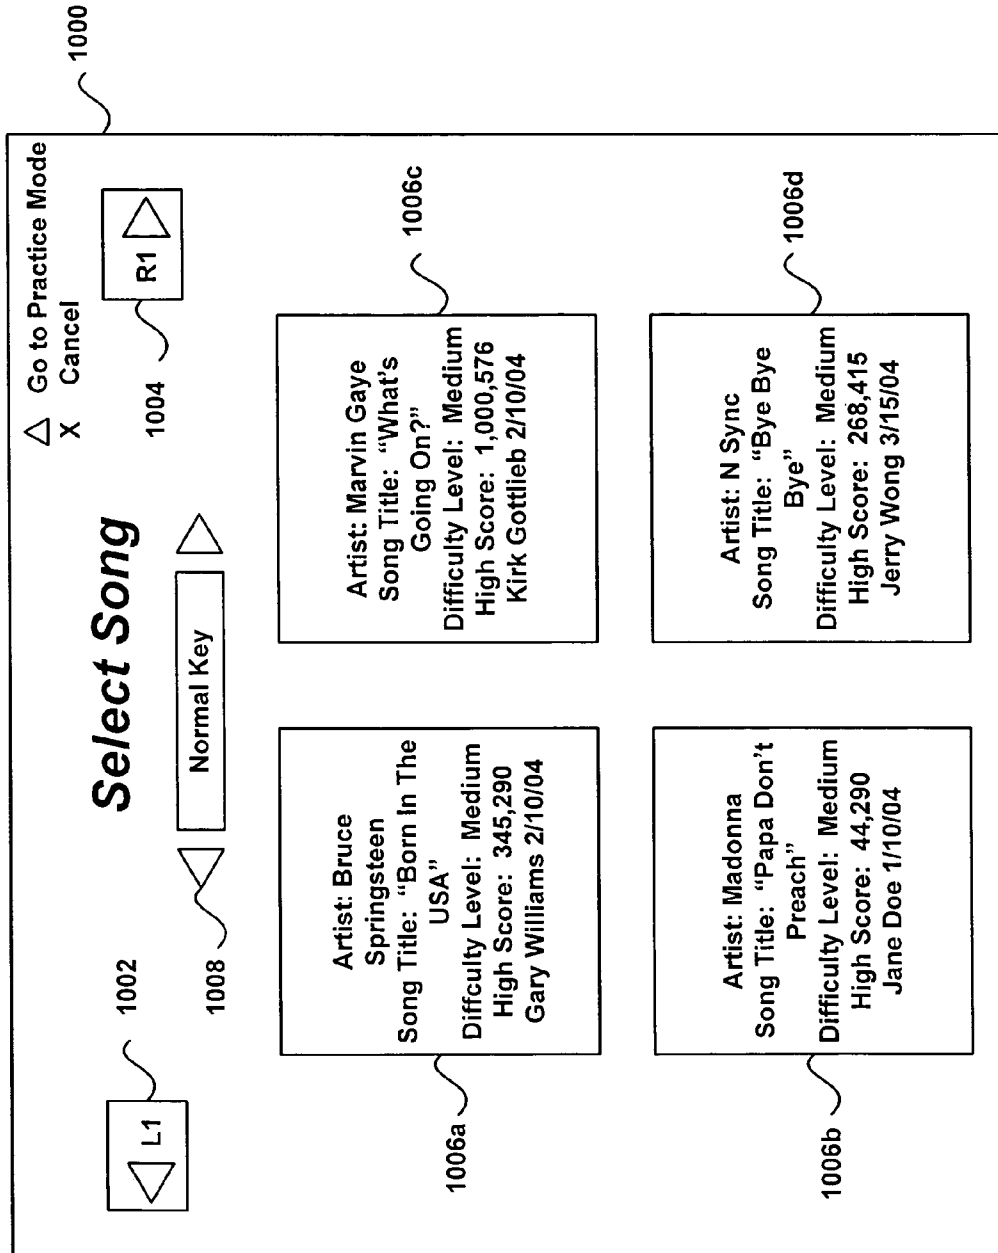 △ Go to Practice Mode
X Cancel
1000
Select Song
1002
L1
1004
R1
1008
Normal Key
1006a
Artist: Bruce
Springsteen
Song Title: “Born In The
USA”
Diffculty Level: Medium
High Score: 345,290
Gary Williams 2/10/04
1006c
Artist: Marvin Gaye
Song Title: “What's
Going On?”
Difficulty Level: Medium
High Score: 1,000,576
Kirk Gottlieb 2/10/04
1006b
Artist: Madonna
Song Title: “Papa Don't
Preach”
Difficulty Level: Medium
High Score: 44,290
Jane Doe 1/10/04
1006d
Artist: N Sync
Song Title: “Bye Bye
Bye”
Difficulty Level: Medium
High Score: 268,415
Jerry Wong 3/15/04